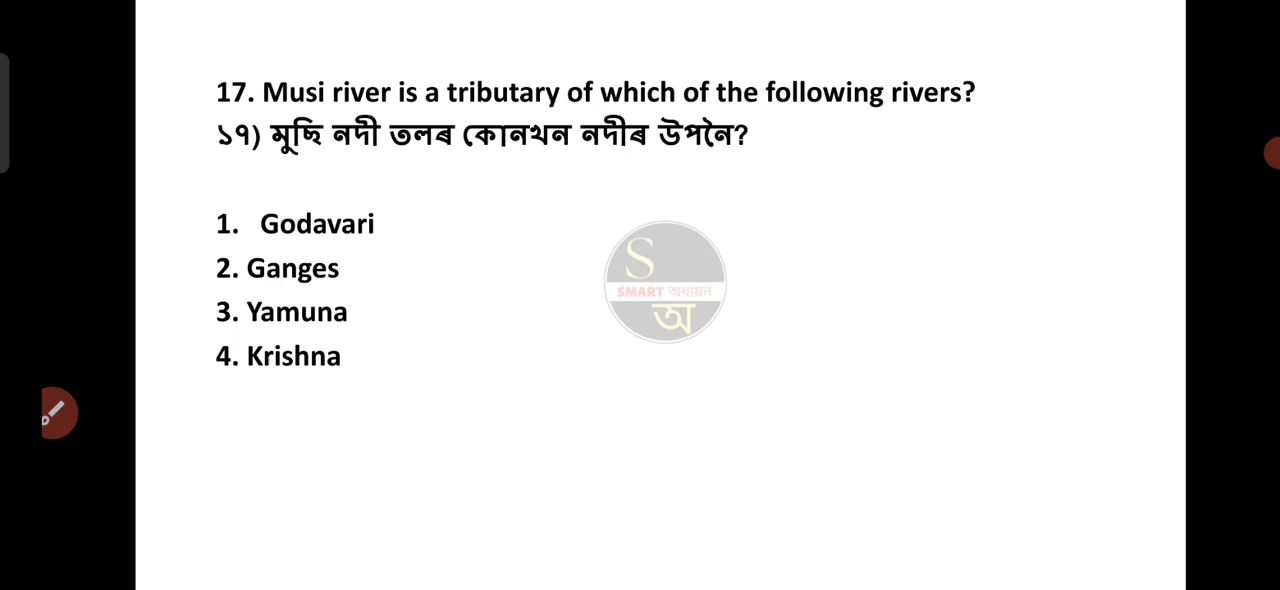 17. Musi river is a tributary of which of the following rivers?
১৭) মুছি নদী তলৰ কোনখন নদীৰ উপনৈ?
1. Godavari
2. Ganges
3. Yamuna
4. Krishna
S
SMART অধ্যয়ন
অ